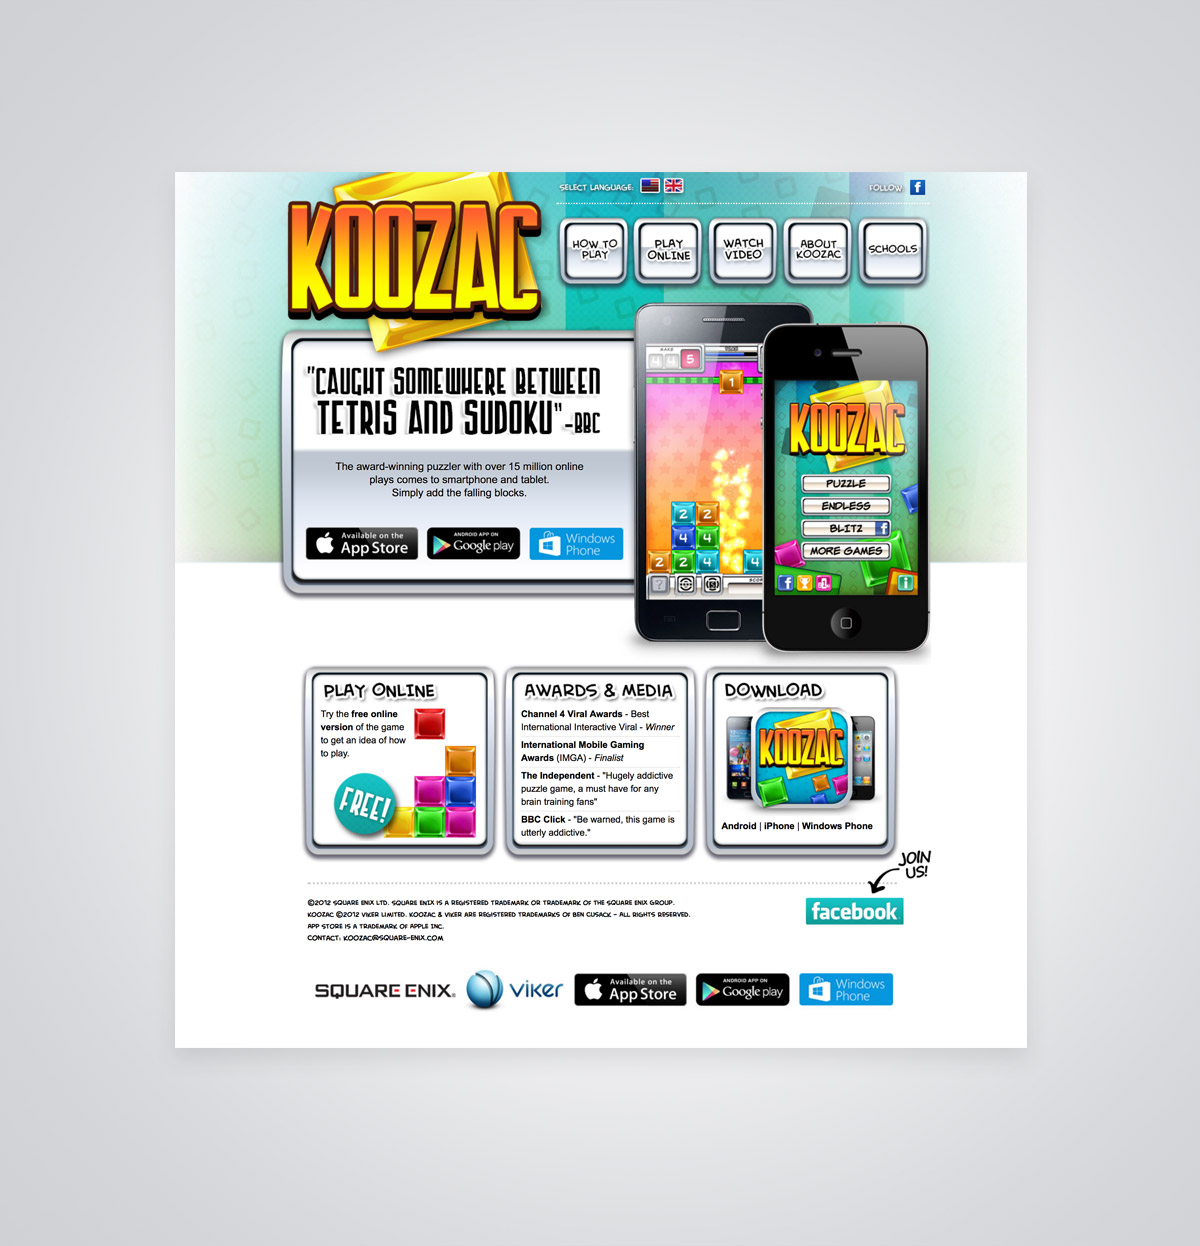 KOOZAC
SELECT LANGUAGE:
FOLLOW:
HOW TO
PLAY
PLAY
ONLINE
WATCH
VIDEO
ABOUT
KOOZAC
SCHOOLS
"CAUGHT SOMEWHERE BETWEEN
TETRIS AND SUDOKU" -BBC
The award-winning puzzler with over 15 million online
plays comes to smartphone and tablet.
Simply add the falling blocks.
Available on the
App Store
ANDROID APP ON
Google play
Windows
Phone
MAKE
4 4 5
1
2 2
4 4
2 2 4 4
KOOZAC
PUZZLE
ENDLESS
BLITZ
MORE GAMES
PLAY ONLINE
Try the free online
version of the game
to get an idea of how
to play.
FREE!
AWARDS & MEDIA
Channel 4 Viral Awards - Best
International Interactive Viral - Winner
International Mobile Gaming
Awards (IMGA) - Finalist
The Independent - "Hugely addictive
puzzle game, a must have for any
brain training fans"
BBC Click - "Be warned, this game is
utterly addictive."
DOWNLOAD
KOOZAC
Android | iPhone | Windows Phone
JOIN
US!
facebook
©2012 SQUARE ENIX LTD. SQUARE ENIX IS A REGISTERED TRADEMARK OR TRADEMARK OF THE SQUARE ENIX GROUP.
KOOZAC ©2012 VIKER LIMITED. KOOZAC & VIKER ARE REGISTERED TRADEMARKS OF BEN CUSACK - ALL RIGHTS RESERVED.
APP STORE IS A TRADEMARK OF APPLE INC.
CONTACT: KOOZAC@SQUARE-ENIX.COM
SQUARE ENIX.
viker
Available on the
App Store
ANDROID APP ON
Google play
Windows
Phone